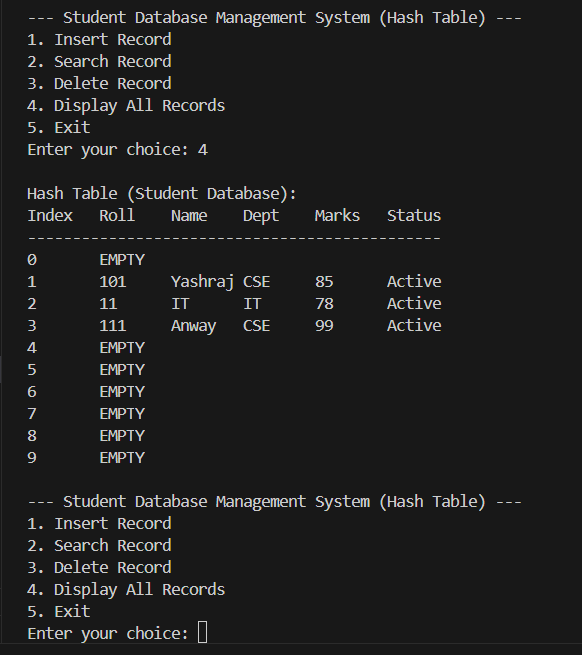 --- Student Database Management System (Hash Table) ---
1. Insert Record
2. Search Record
3. Delete Record
4. Display All Records
5. Exit
Enter your choice: 4
Hash Table (Student Database):
Index Roll Name Dept Marks Status
----------------------------------------------
0 EMPTY
1 101 Yashraj CSE 85 Active
2 11 IT IT 78 Active
3 111 Anway CSE 99 Active
4 EMPTY
5 EMPTY
6 EMPTY
7 EMPTY
8 EMPTY
9 EMPTY
--- Student Database Management System (Hash Table) ---
1. Insert Record
2. Search Record
3. Delete Record
4. Display All Records
5. Exit
Enter your choice: